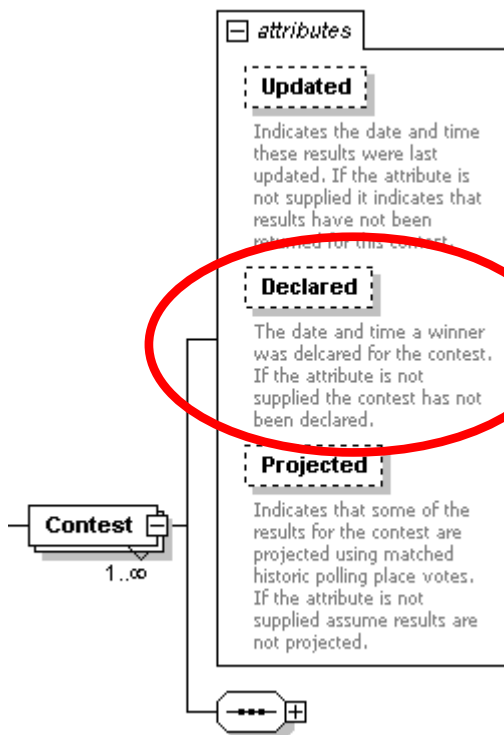 attributes
Updated
Indicates the date and time
these results were last
updated. If the attribute is
not supplied it indicates that
results have not been
returned for this contest.
Declared
The date and time a winner
was delcared for the contest.
If the attribute is not
supplied the contest has not
been declared.
Projected
Indicates that some of the
results for the contest are
projected using matched
historic polling place votes.
If the attribute is not
supplied assume results are
not projected.
Contest
1..∞